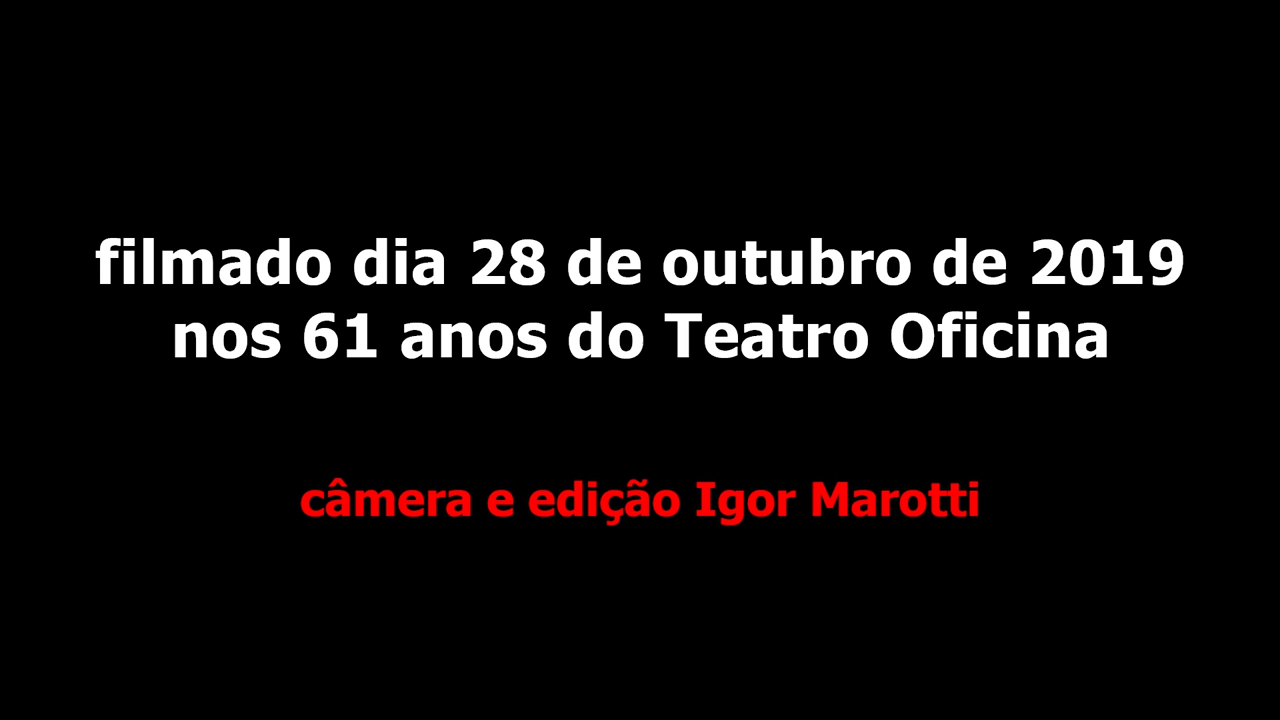 filmado dia 28 de outubro de 2019
nos 61 anos do Teatro Oficina
câmera e edição Igor Marotti